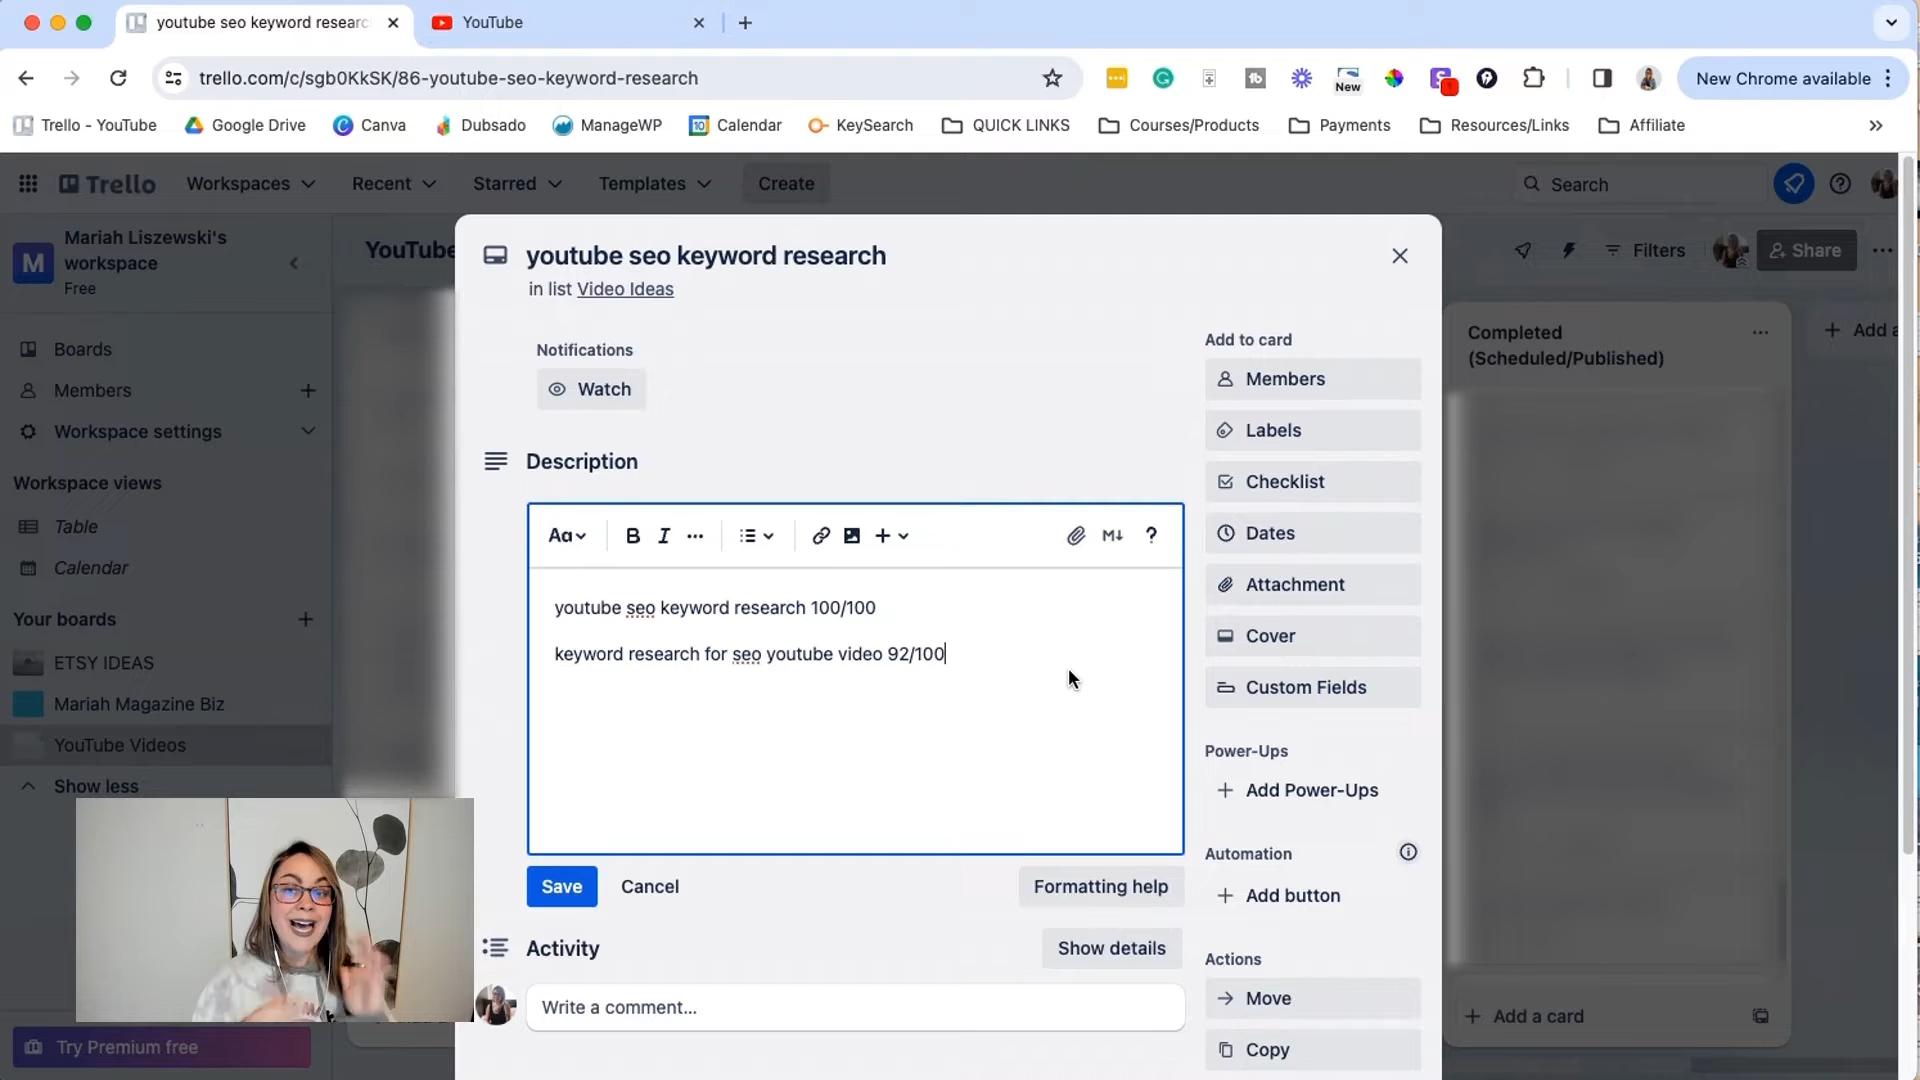 youtube seo keyword researc
YouTube
trello.com/c/sgb0KkSK/86-youtube-seo-keyword-research
New
New Chrome available
Trello - YouTube
Google Drive
Canva
Dubsado
ManageWP
10
Calendar
KeySearch
QUICK LINKS
Courses/Products
Payments
Resources/Links
Affiliate
Trello
Workspaces
Recent
Starred
Templates
Create
Search
M
Mariah Liszewski's
workspace
Free
Boards
Members
Workspace settings
Workspace views
Table
Calendar
Your boards
ETSY IDEAS
Mariah Magazine Biz
YouTube Videos
Show less
Try Premium free
YouTube
Filters
Share
youtube seo keyword research
in list Video Ideas
Notifications
Watch
Description
Aa
B I
M
?
youtube seo keyword research 100/100
keyword research for seo youtube video 92/100
Save
Cancel
Formatting help
Activity
Show details
Write a comment...
Add to card
Members
Labels
Checklist
Dates
Attachment
Cover
Custom Fields
Power-Ups
Add Power-Ups
Automation
Add button
Actions
Move
Copy
Completed
(Scheduled/Published)
Add a card
Add a